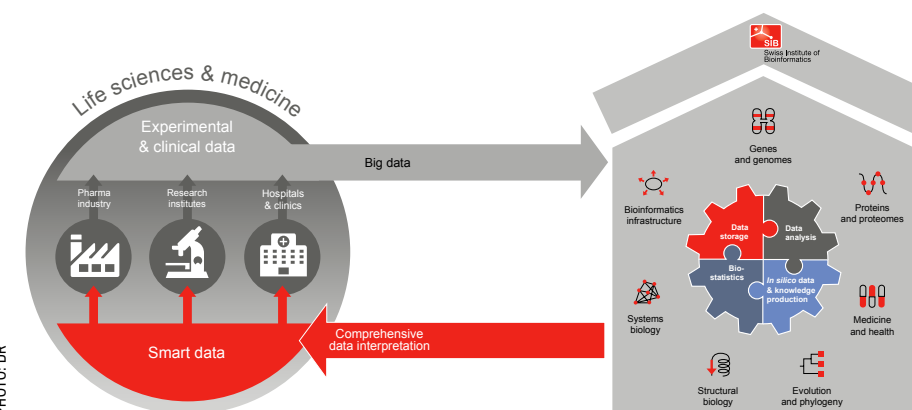 Life sciences & medicine
Experimental
& clinical data
Pharma
industry
Research
institutes
Hospitals
& clinics
Smart data
Big data
Comprehensive
data interpretation
SIB
Swiss Institute of
Bioinformatics
Genes
and genomes
Bioinformatics
infrastructure
Proteins
and proteomes
Data
storage
Data
analysis
Bio-
statistics
In silico data
& knowledge
production
Systems
biology
Medicine
and health
Structural
biology
Evolution
and phylogeny
PHOTO: DR